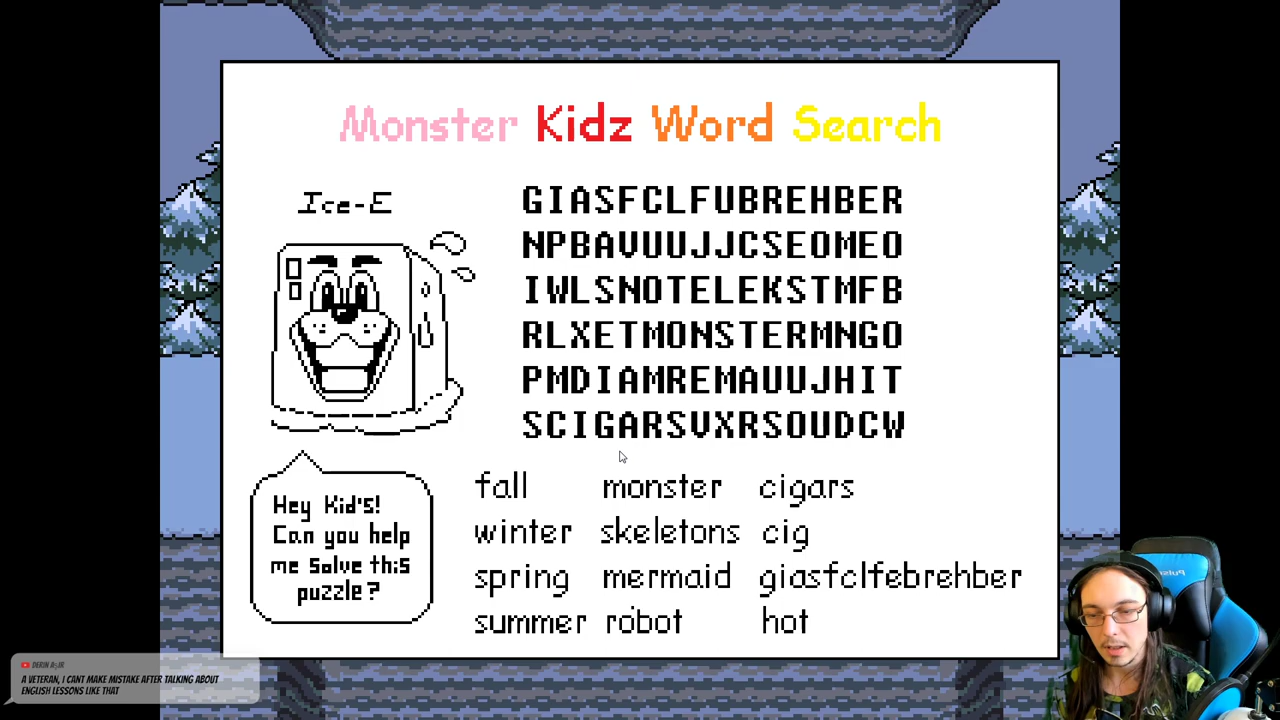 Monster Kidz Word Search
Ice-E
GIASFCLFUBREHBER
NPBAVUUJJCSEOMEO
IWLSNOTELEKSTMFB
RLXETMONSTERMNGO
PMDIAMREMAUUJHIT
SCIGARSVXRSOUDCW
Hey Kid's!
Can you help
me solve this
puzzle?
fall monster cigars
winter skeletons cig
spring mermaid giasfclfebrehber
summer robot hot
A VETERAN, I CANT MAKE MISTAKE AFTER TALKING ABOUT
ENGLISH LESSONS LIKE THAT